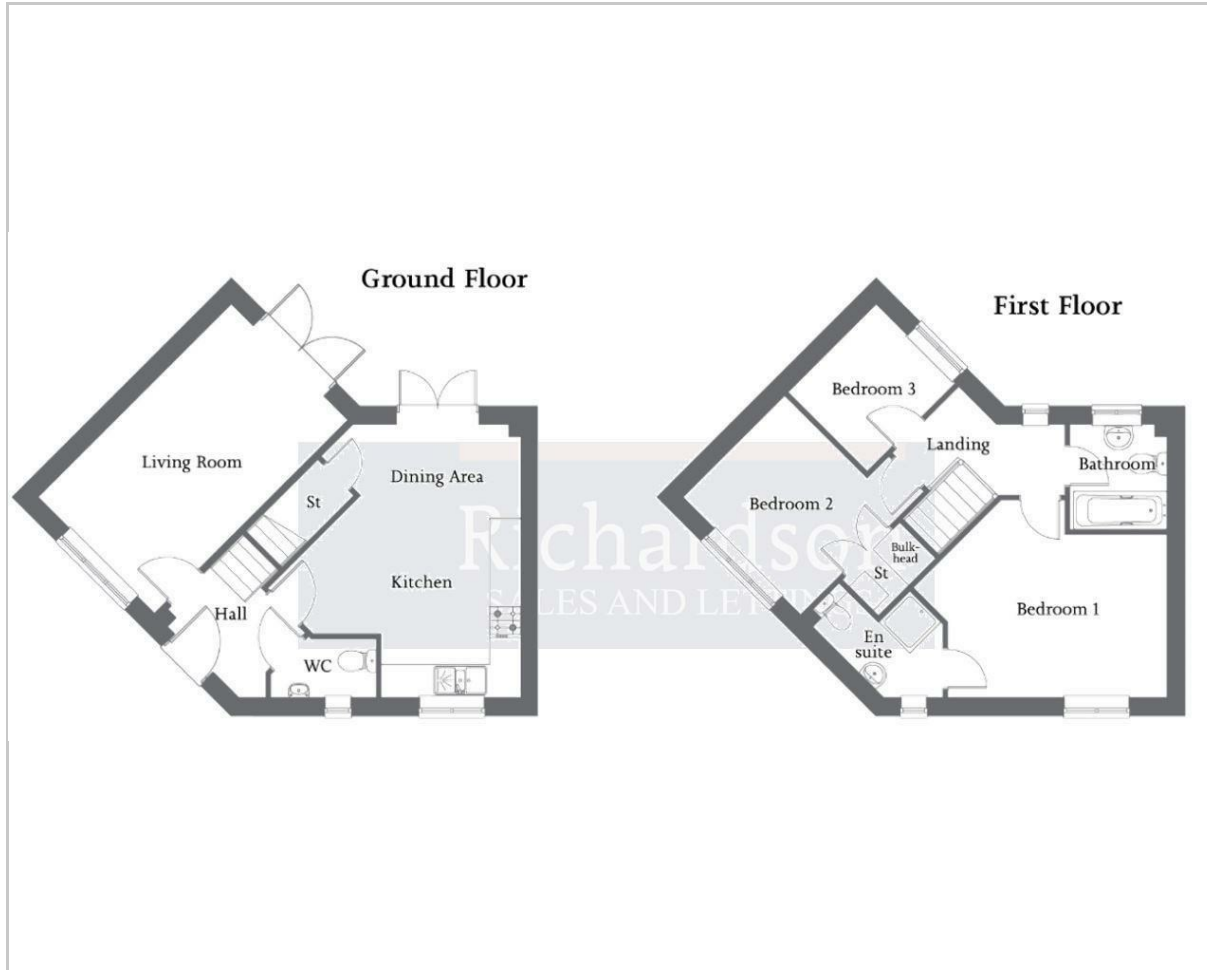 Ground Floor
Living Room
St
Dining Area
Kitchen
Hall
WC
First Floor
Bedroom 3
Landing
Bathroom
Bedroom 2
Bulk-
head
St
Bedroom 1
En
suite
Richardson
SALES AND LETTINGS